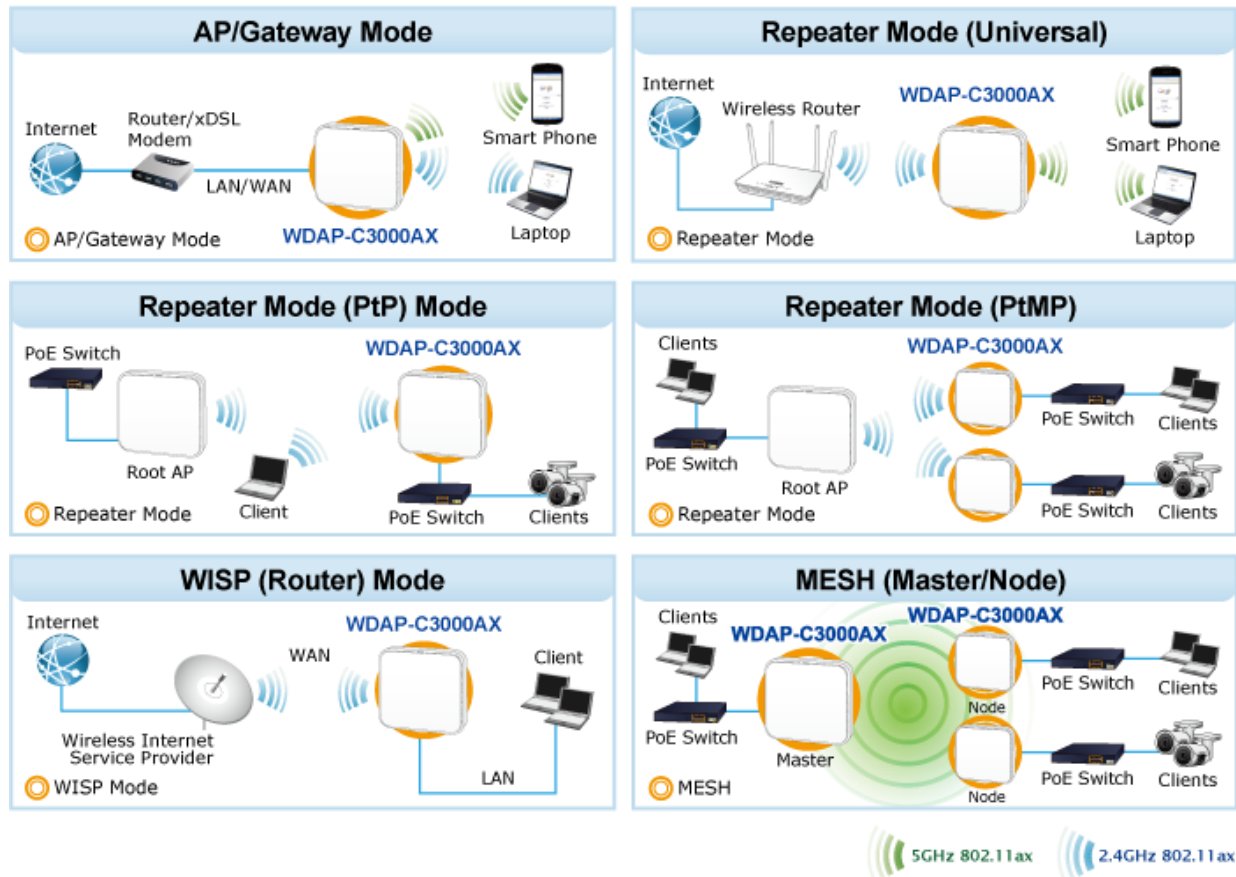 AP/Gateway Mode
Internet
Router/xDSL
Modem
LAN/WAN
Smart Phone
Laptop
WDAP-C3000AX
AP/Gateway Mode
Repeater Mode (Universal)
Internet
Wireless Router
WDAP-C3000AX
Smart Phone
Laptop
Repeater Mode
Repeater Mode (PtP) Mode
PoE Switch
WDAP-C3000AX
Root AP
Client
PoE Switch
Clients
Repeater Mode
Repeater Mode (PtMP)
Clients
WDAP-C3000AX
PoE Switch
Clients
PoE Switch
Root AP
PoE Switch
Clients
Repeater Mode
WISP (Router) Mode
Internet
WDAP-C3000AX
WAN
Client
Wireless Internet
Service Provider
LAN
WISP Mode
MESH (Master/Node)
Clients
WDAP-C3000AX
WDAP-C3000AX
PoE Switch
Clients
Node
PoE Switch
Master
PoE Switch
Clients
Node
MESH
5GHz 802.11ax
2.4GHz 802.11ax